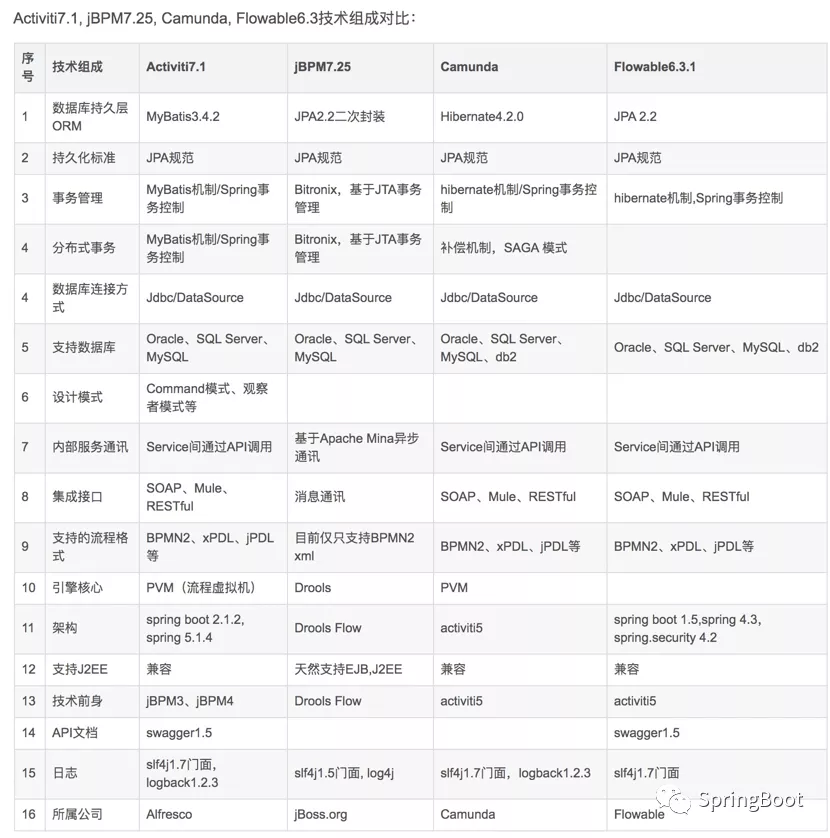 Activiti7.1, jBPM7.25, Camunda, Flowable6.3技术组成对比：
序号 技术组成 Activiti7.1 jBPM7.25 Camunda Flowable6.3.1
1 数据库持久层ORM MyBatis3.4.2 JPA2.2二次封装 Hibernate4.2.0 JPA 2.2
2 持久化标准 JPA规范 JPA规范 JPA规范 JPA规范
3 事务管理 MyBatis机制/Spring事务控制 Bitronix，基于JTA事务管理 hibernate机制/Spring事务控制 hibernate机制,Spring事务控制
4 分布式事务 MyBatis机制/Spring事务控制 Bitronix，基于JTA事务管理 补偿机制，SAGA 模式
4 数据库连接方式 Jdbc/DataSource Jdbc/DataSource Jdbc/DataSource Jdbc/DataSource
5 支持数据库 Oracle、SQL Server、MySQL Oracle、SQL Server、MySQL Oracle、SQL Server、MySQL、db2 Oracle、SQL Server、MySQL、db2
6 设计模式 Command模式、观察者模式等
7 内部服务通讯 Service间通过API调用 基于Apache Mina异步通讯 Service间通过API调用 Service间通过API调用
8 集成接口 SOAP、Mule、RESTful 消息通讯 SOAP、Mule、RESTful SOAP、Mule、RESTful
9 支持的流程格式 BPMN2、xPDL、jPDL等 目前仅只支持BPMN2 xml BPMN2、xPDL、jPDL等 BPMN2、xPDL、jPDL等
10 引擎核心 PVM（流程虚拟机） Drools PVM
11 架构 spring boot 2.1.2, spring 5.1.4 Drools Flow activiti5 spring boot 1.5,spring 4.3, spring.security 4.2
12 支持J2EE 兼容 天然支持EJB,J2EE 兼容 兼容
13 技术前身 jBPM3、jBPM4 Drools Flow activiti5 activiti5
14 API文档 swagger1.5 swagger1.5
15 日志 slf4j1.7门面, logback1.2.3 slf4j1.5门面, log4j slf4j1.7门面，logback1.2.3 slf4j1.7门面
16 所属公司 Alfresco jBoss.org Camunda Flowable
SpringBoot